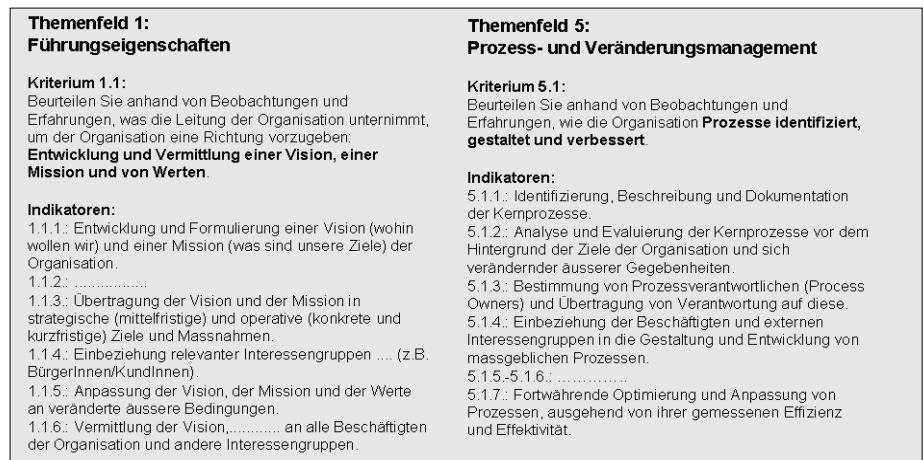 Themenfeld 1:
Führungseigenschaften
Kriterium 1.1:
Beurteilen Sie anhand von Beobachtungen und
Erfahrungen, was die Leitung der Organisation unternimmt,
um der Organisation eine Richtung vorzugeben:
Entwicklung und Vermittlung einer Vision, einer
Mission und von Werten.
Indikatoren:
1.1.1.: Entwicklung und Formulierung einer Vision (wohin
wollen wir) und einer Mission (was sind unsere Ziele) der
Organisation.
1.1.2.: .................
1.1.3.: Übertragung der Vision und der Mission in
strategische (mittelfristige) und operative (konkrete und
kurzfristige) Ziele und Massnahmen.
1.1.4.: Einbeziehung relevanter Interessengruppen .... (z.B.
BürgerInnen/KundInnen).
1.1.5.: Anpassung der Vision, der Mission und der Werte
an veränderte äussere Bedingungen.
1.1.6.: Vermittlung der Vision,............ an alle Beschäftigten
der Organisation und andere Interessengruppen.
Themenfeld 5:
Prozess- und Veränderungsmanagement
Kriterium 5.1:
Beurteilen Sie anhand von Beobachtungen und
Erfahrungen, wie die Organisation Prozesse identifiziert,
gestaltet und verbessert.
Indikatoren:
5.1.1.: Identifizierung, Beschreibung und Dokumentation
der Kernprozesse.
5.1.2.: Analyse und Evaluierung der Kernprozesse vor dem
Hintergrund der Ziele der Organisation und sich
verändernder äusserer Gegebenheiten.
5.1.3.: Bestimmung von Prozessverantwortlichen (Process
Owners) und Übertragung von Verantwortung auf diese.
5.1.4.: Einbeziehung der Beschäftigten und externen
Interessengruppen in die Gestaltung und Entwicklung von
massgeblichen Prozessen.
5.1.5.-5.1.6.: .............
5.1.7.: Fortwährende Optimierung und Anpassung von
Prozessen, ausgehend von ihrer gemessenen Effizienz
und Effektivität.